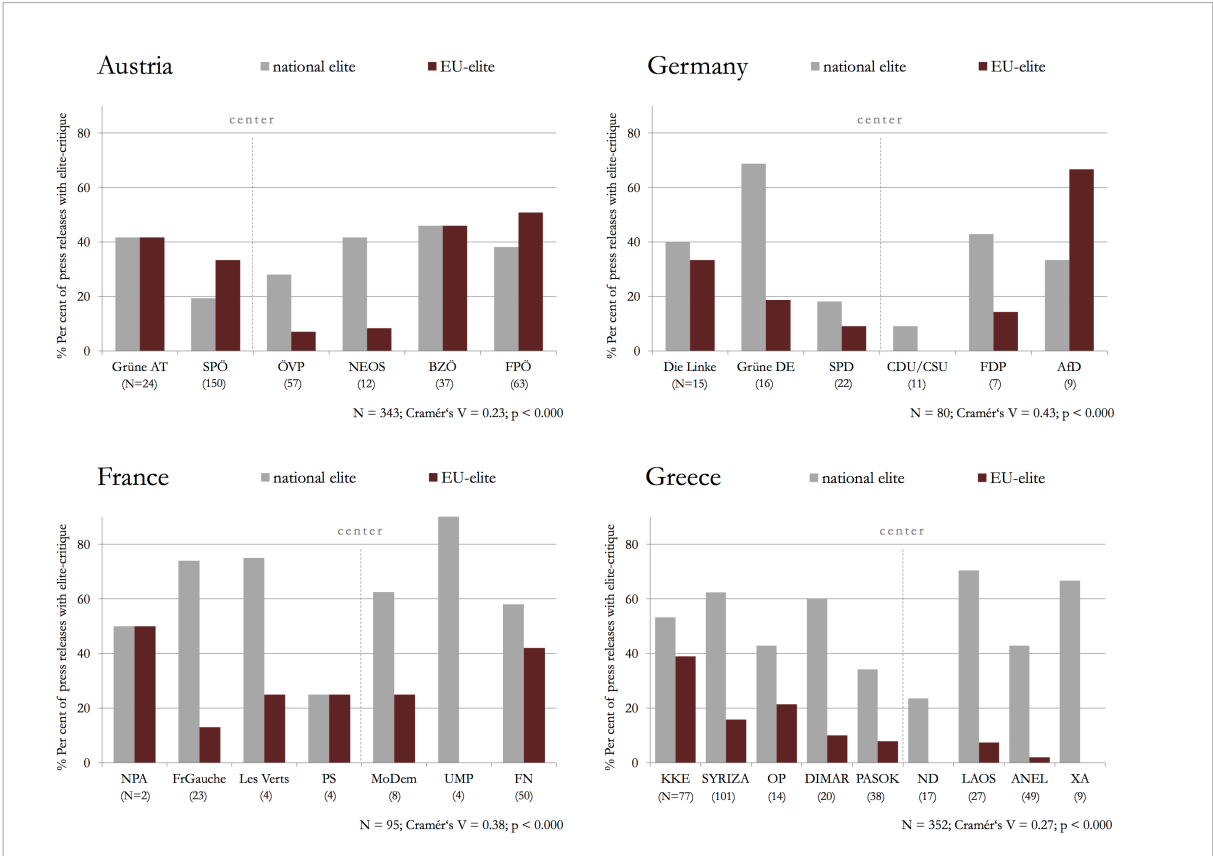 Austria
national elite
EU-elite
% Per cent of press releases with elite-critique
center
80
60
40
20
0
Grüne AT SPÖ ÖVP NEOS BZÖ FPÖ
(N=24) (150) (57) (12) (37) (63)
N = 343; Cramér‘s V = 0.23; p < 0.000
Germany
national elite
EU-elite
% Per cent of press releases with elite-critique
center
80
60
40
20
0
Die Linke Grüne DE SPD CDU/CSU FDP AfD
(N=15) (16) (22) (11) (7) (9)
N = 80; Cramér‘s V = 0.43; p < 0.000
France
national elite
EU-elite
% Per cent of press releases with elite-critique
center
80
60
40
20
0
NPA FrGauche Les Verts PS MoDem UMP FN
(N=2) (23) (4) (4) (8) (4) (50)
N = 95; Cramér‘s V = 0.38; p < 0.000
Greece
national elite
EU-elite
% Per cent of press releases with elite-critique
center
80
60
40
20
0
KKE SYRIZA OP DIMAR PASOK ND LAOS ANEL XA
(N=77) (101) (14) (20) (38) (17) (27) (49) (9)
N = 352; Cramér‘s V = 0.27; p < 0.000